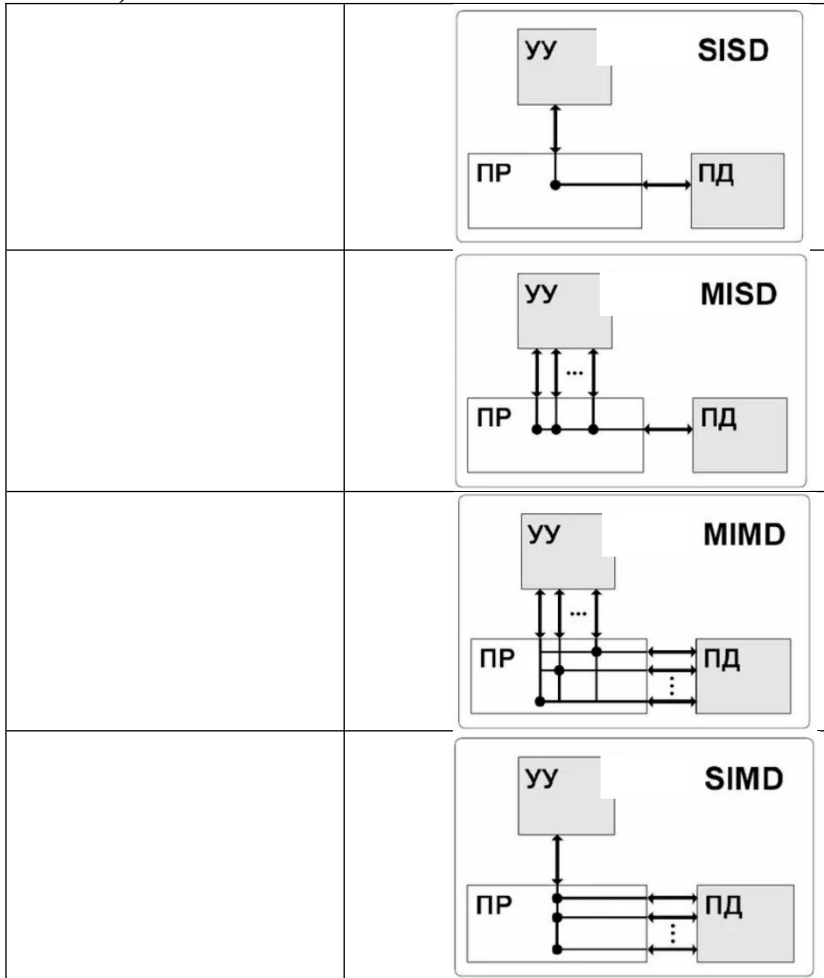 УУ SISD
ПР ПД
УУ MISD
...
ПР ПД
УУ MIMD
...
ПР ПД
...
УУ SIMD
ПР ПД
...